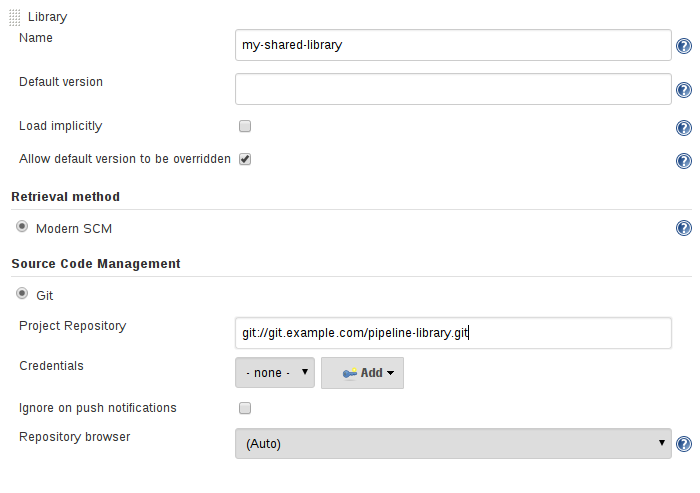 Library
Name
my-shared-library
Default version
Load implicitly
Allow default version to be overridden
Retrieval method
Modern SCM
Source Code Management
Git
Project Repository
git://git.example.com/pipeline-library.git
Credentials
- none -
Add
Ignore on push notifications
Repository browser
(Auto)